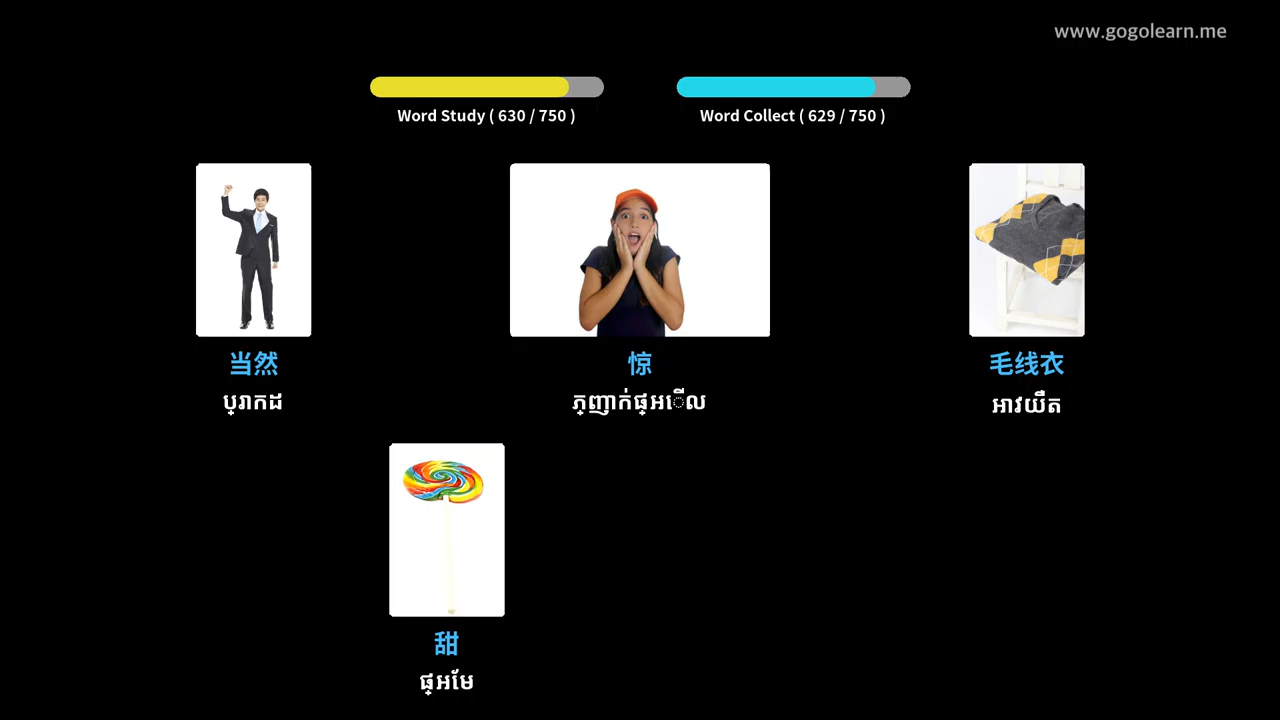 www.gogolearn.me
Word Study ( 630 / 750 )
Word Collect ( 629 / 750 )
当然
ប្រាកដ
惊
ភ្ញាក់ផ្អើល
毛线衣
អាវយឺត
甜
ផ្អែម